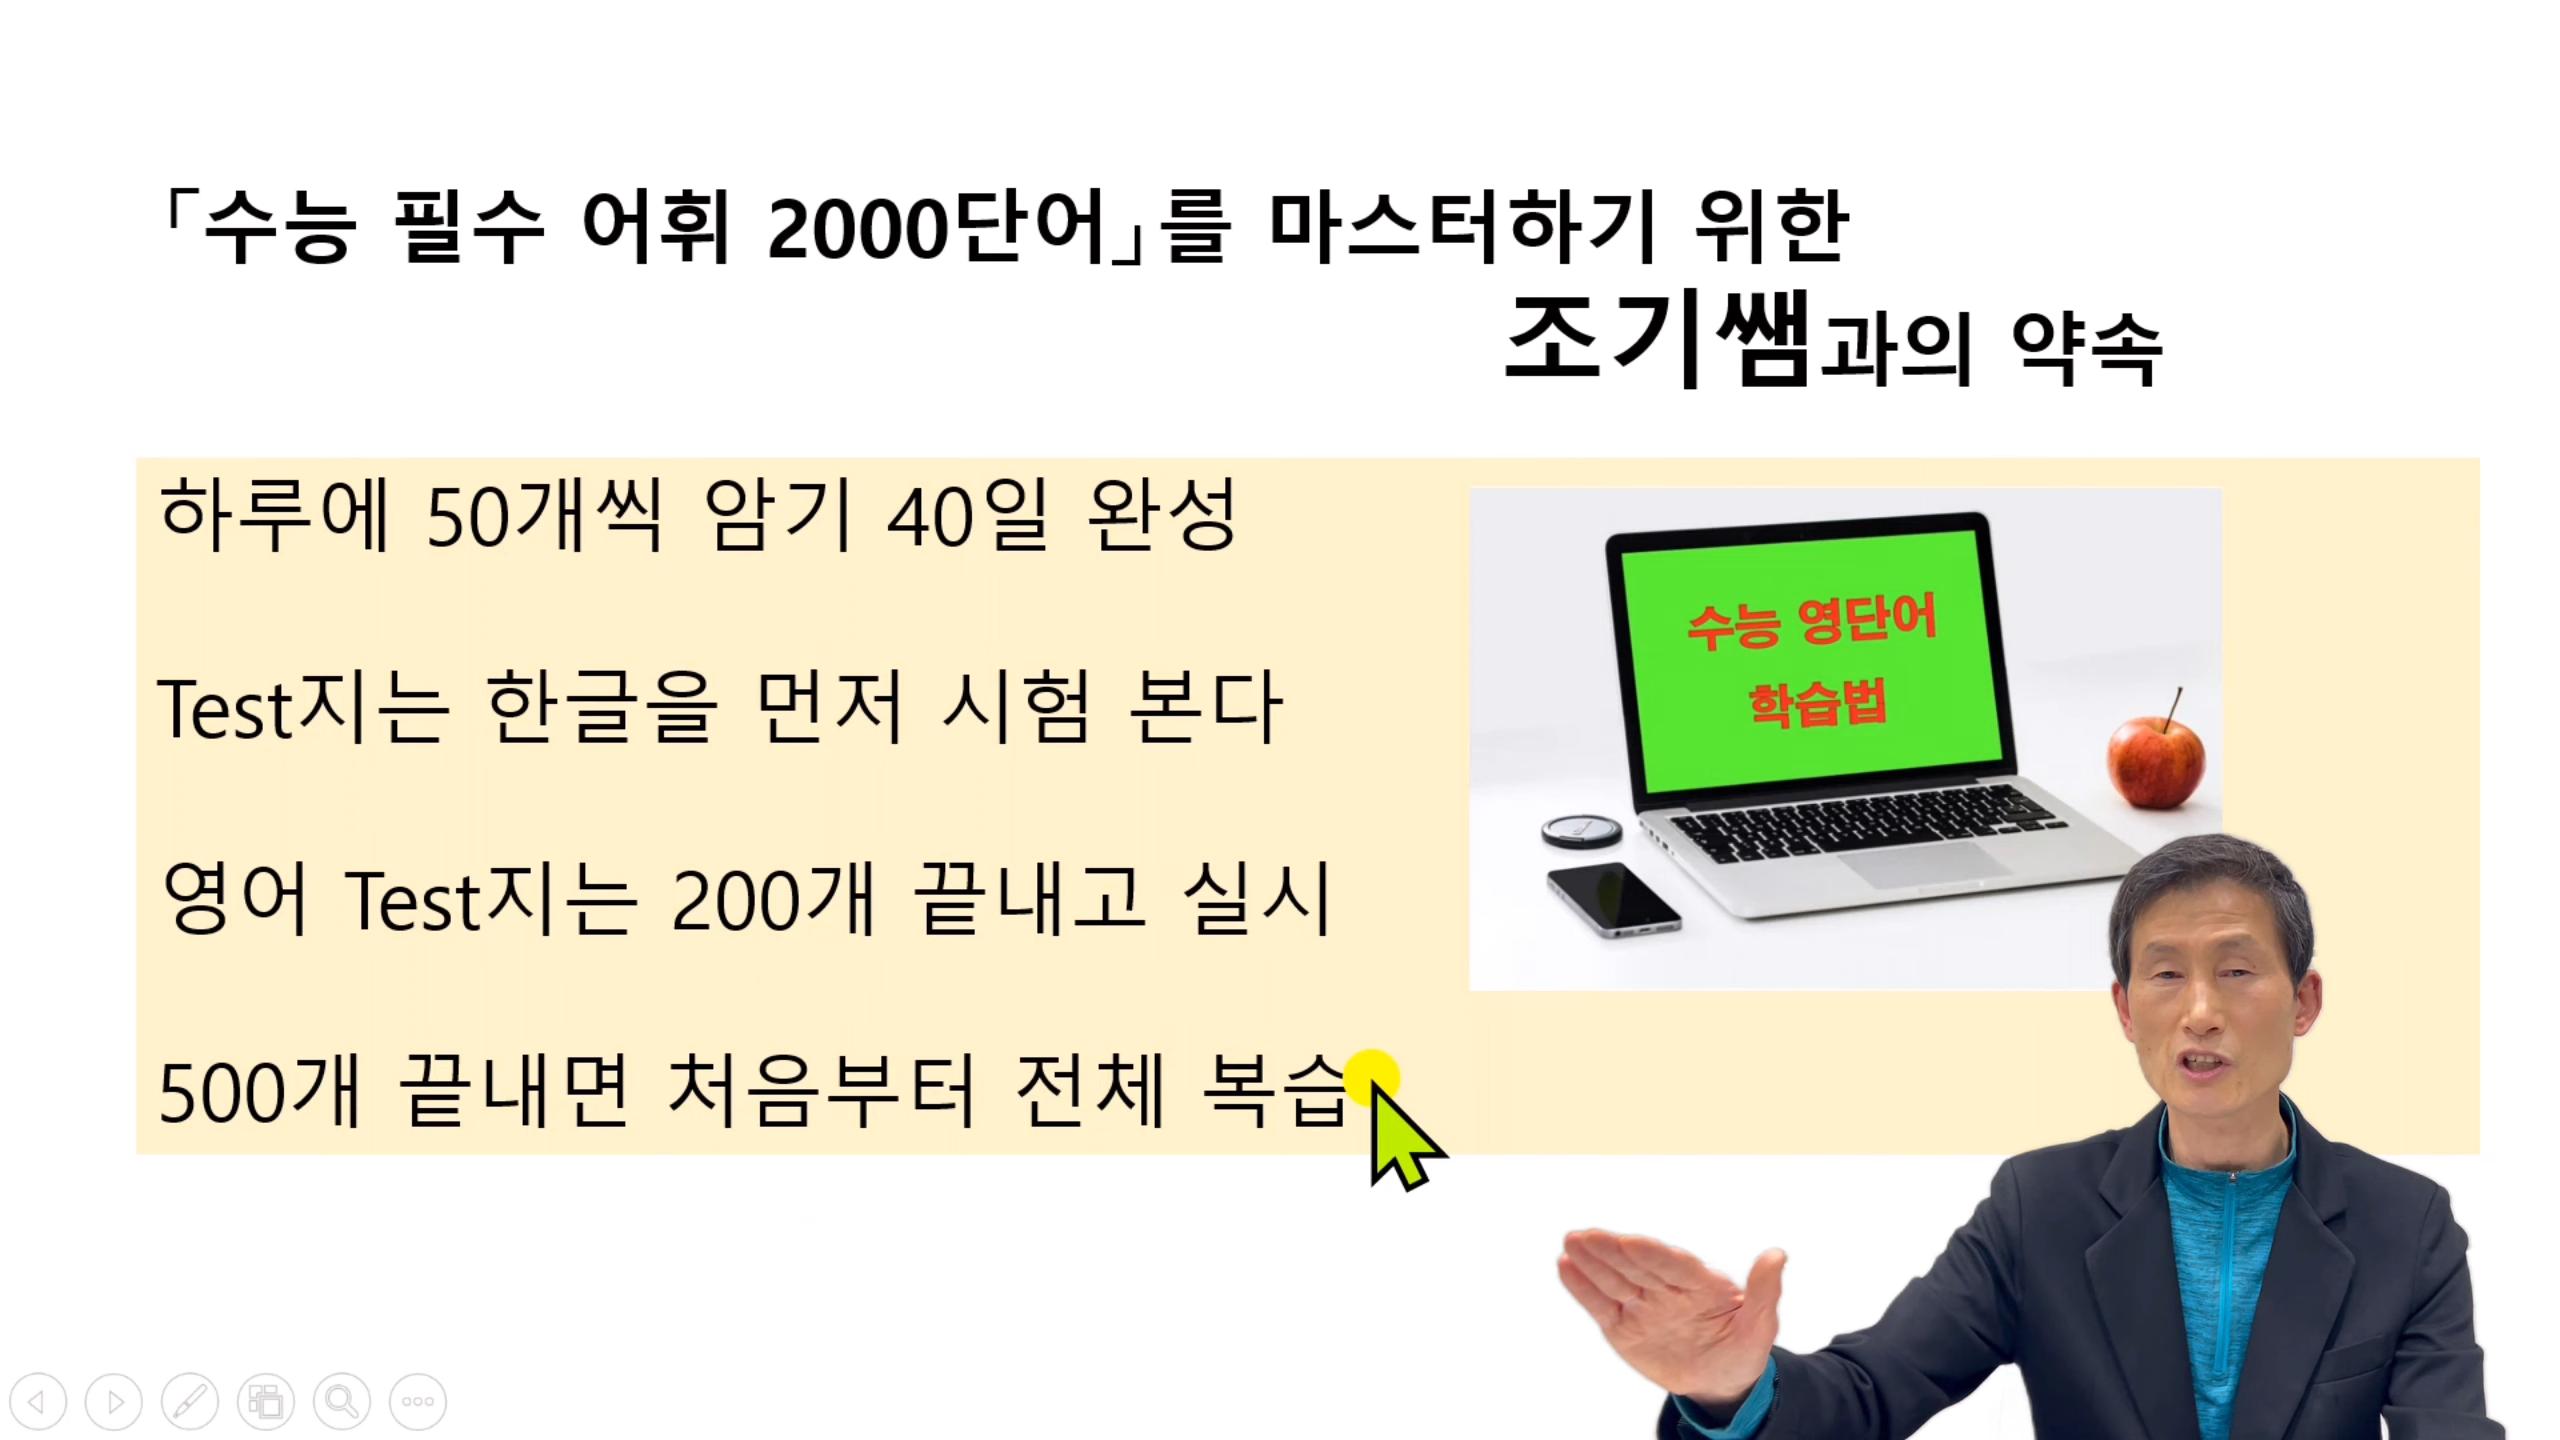 「수능 필수 어휘 2000단어」를 마스터하기 위한
조기쌤과의 약속
하루에 50개씩 암기 40일 완성
Test지는 한글을 먼저 시험 본다
영어 Test지는 200개 끝내고 실시
500개 끝내면 처음부터 전체 복습
수능 영단어
학습법